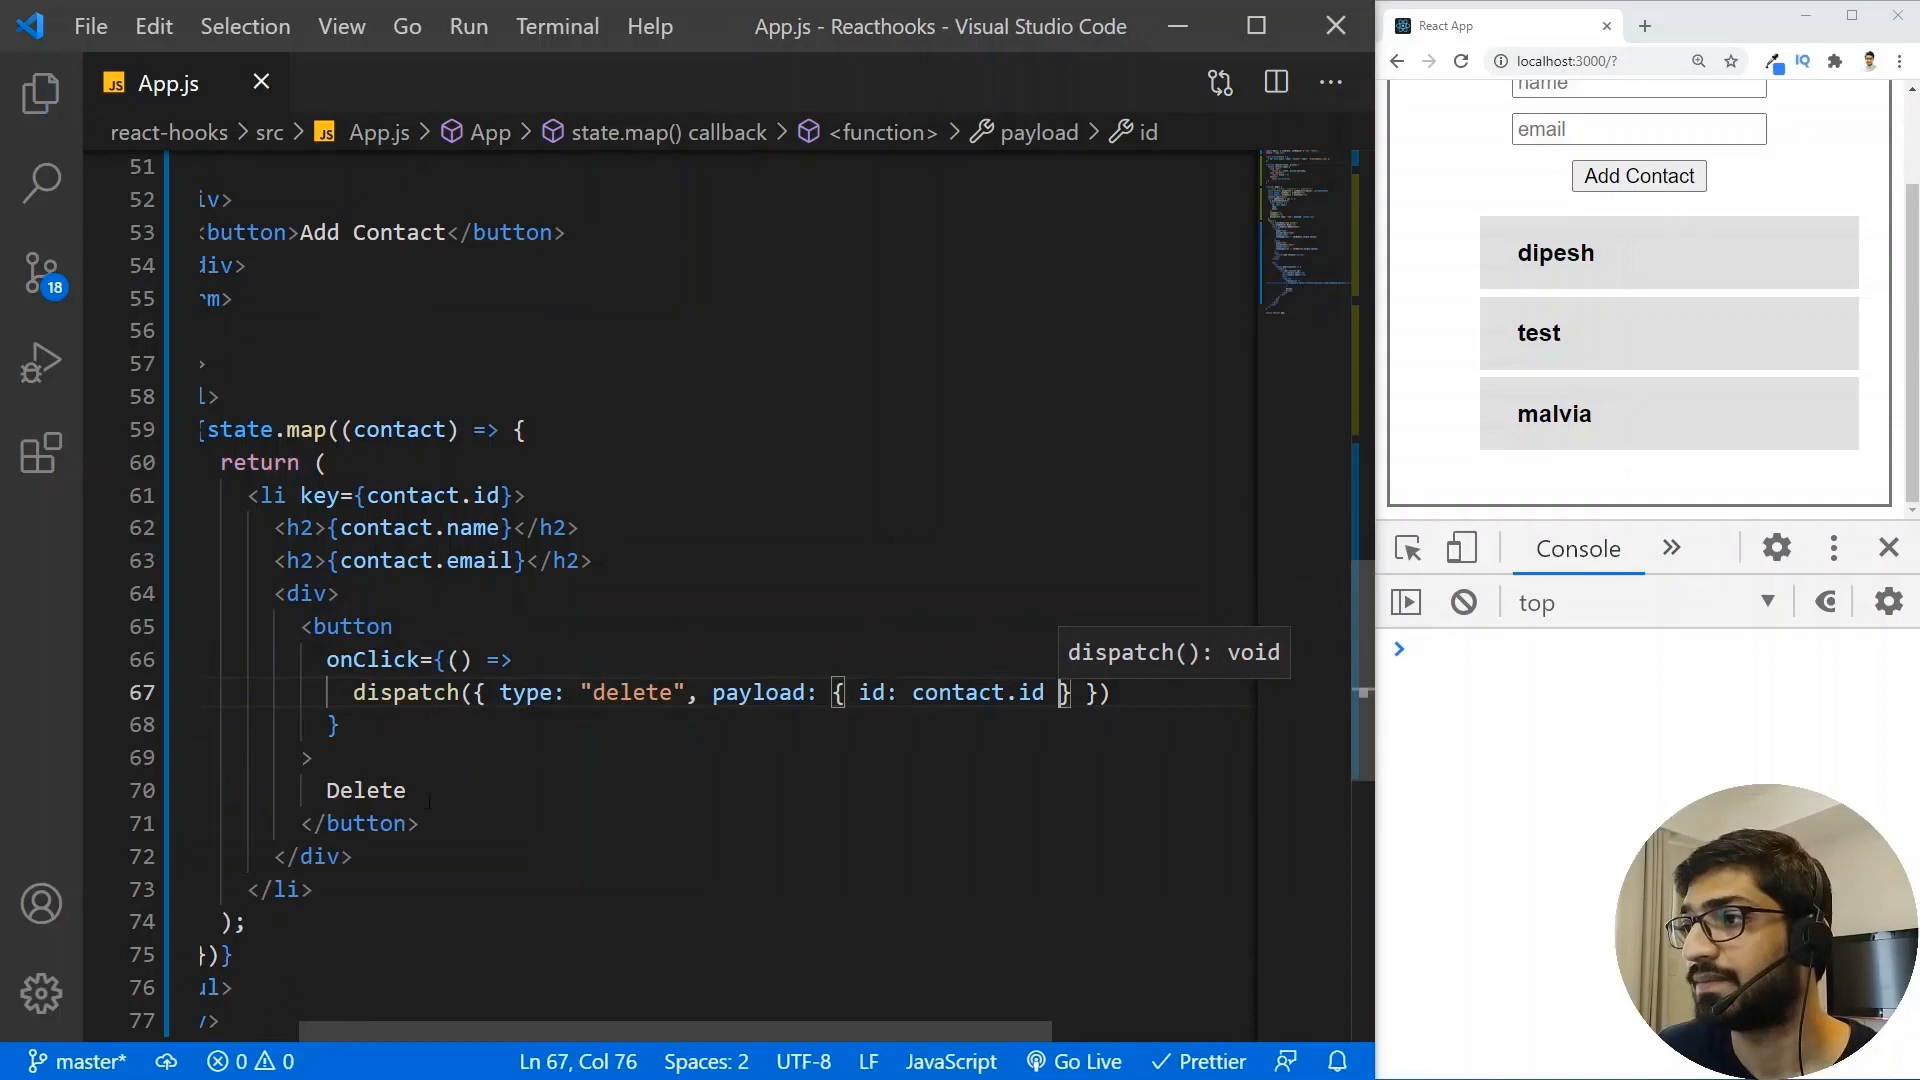 File Edit Selection View Go Run Terminal Help App.js - Reacthooks - Visual Studio Code
JS App.js
react-hooks > src > JS App.js > App > state.map() callback > <function> > payload > id
51
52 iv>
53 <button>Add Contact</button>
54 div>
55 rm>
56
57 >
58 l>
59 {state.map((contact) => {
60 return (
61 <li key={contact.id}>
62 <h2>{contact.name}</h2>
63 <h2>{contact.email}</h2>
64 <div>
65 <button
66 onClick={() =>
dispatch(): void
67 dispatch({ type: "delete", payload: { id: contact.id } })
68 }
69 >
70 Delete
71 </button>
72 </div>
73 </li>
74 );
75 })}
76 ul>
77 v>
18
master* 0 0 Ln 67, Col 76 Spaces: 2 UTF-8 LF JavaScript Go Live Prettier
React App
localhost:3000/?
IQ
name
email
Add Contact
dipesh
test
malvia
Console
top